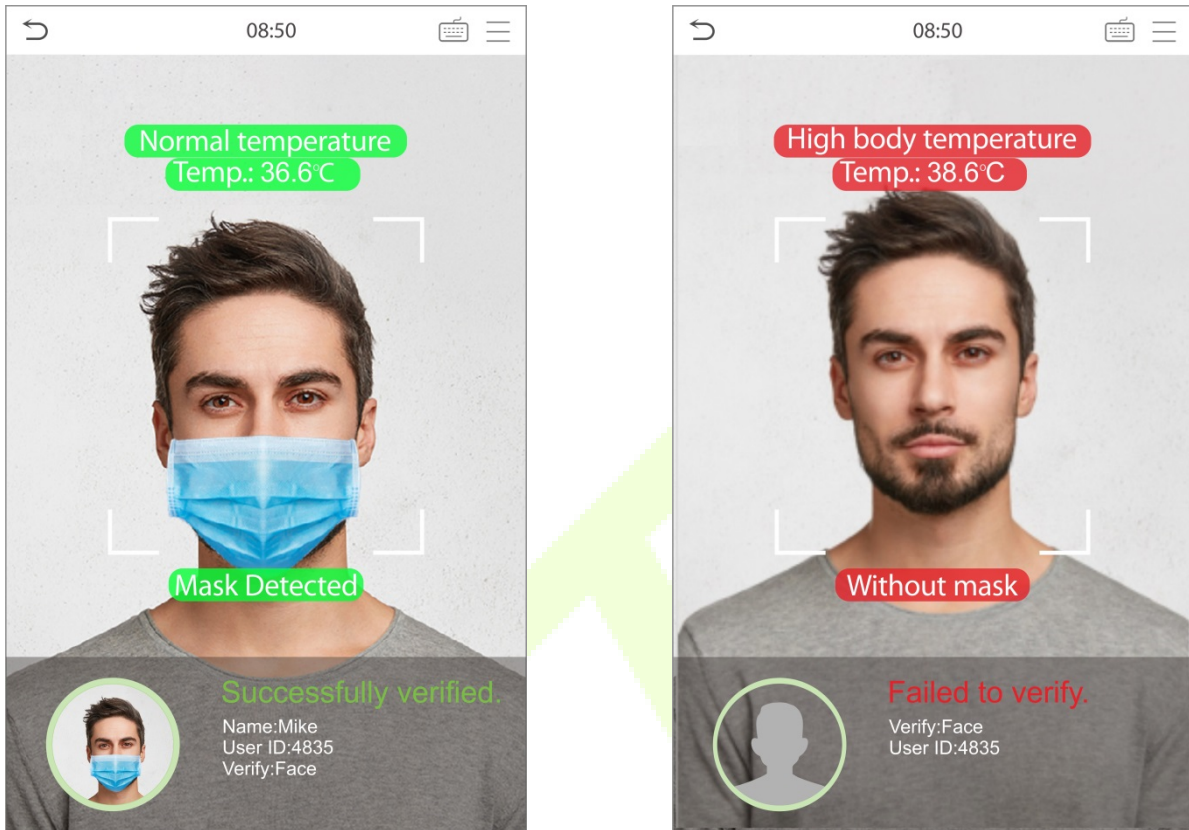 08:50
Normal temperature
Temp.: 36.6°C
Mask Detected
Successfully verified.
Name:Mike
User ID:4835
Verify:Face
08:50
High body temperature
Temp.: 38.6°C
Without mask
Failed to verify.
Verify:Face
User ID:4835